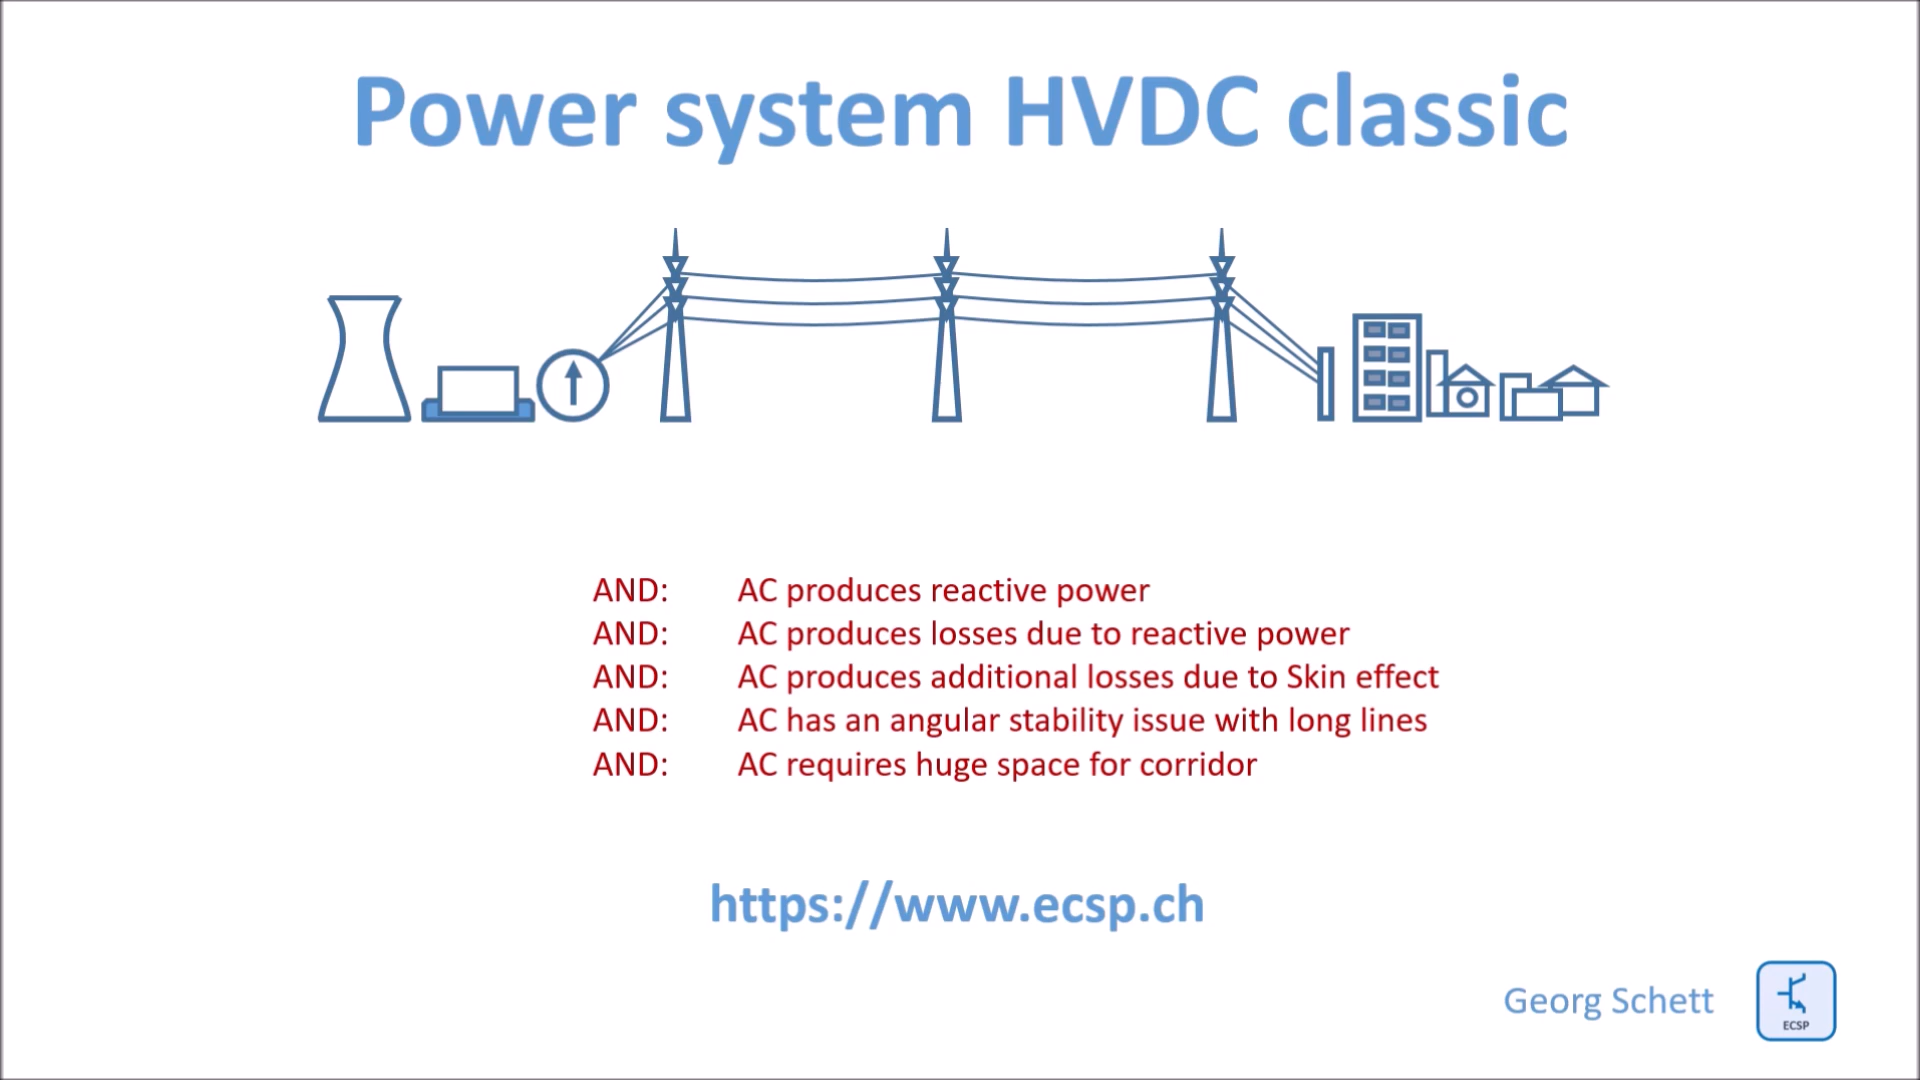 Power system HVDC classic
AND: AC produces reactive power
AND: AC produces losses due to reactive power
AND: AC produces additional losses due to Skin effect
AND: AC has an angular stability issue with long lines
AND: AC requires huge space for corridor
https://www.ecsp.ch
Georg Schett
ECSP